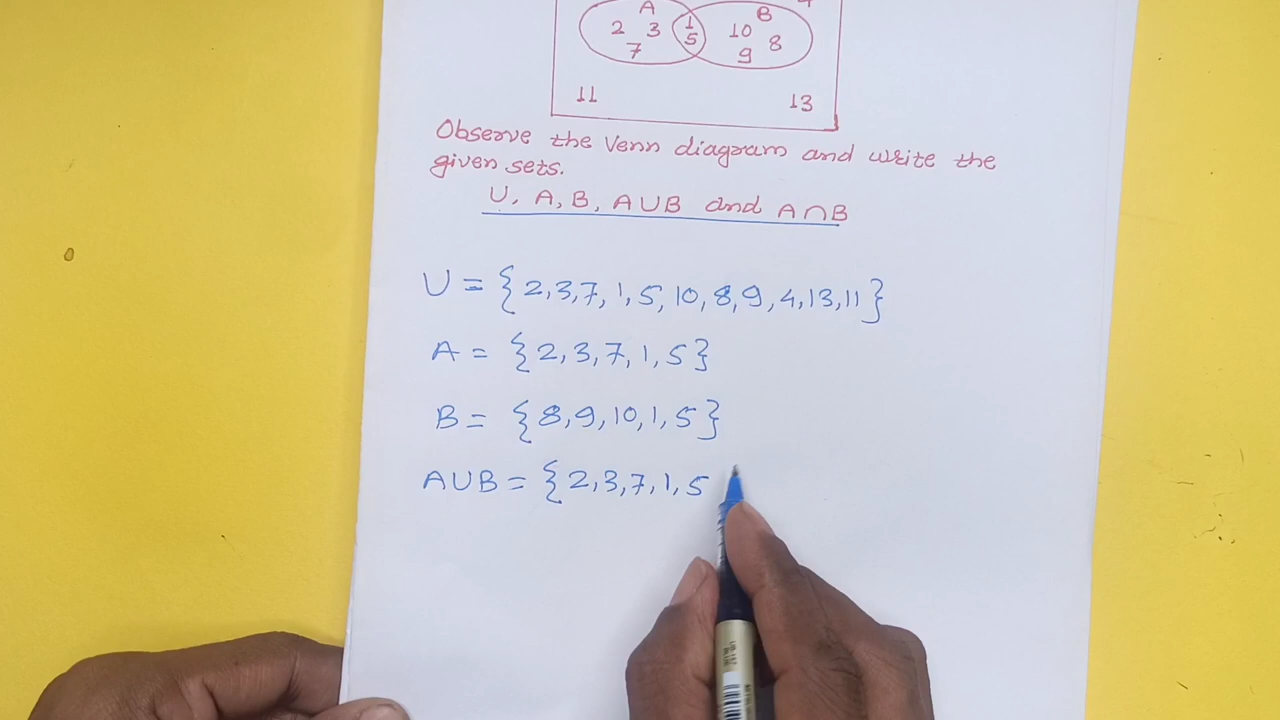 A B
2 3 1 10
7 5 9 8
11 13
Observe the Venn diagram and write the
given sets.
U, A, B, A∪B and A∩B
U = {2,3,7,1,5,10,8,9,4,13,11}
A = {2,3,7,1,5}
B = {8,9,10,1,5}
A∪B = {2,3,7,1,5